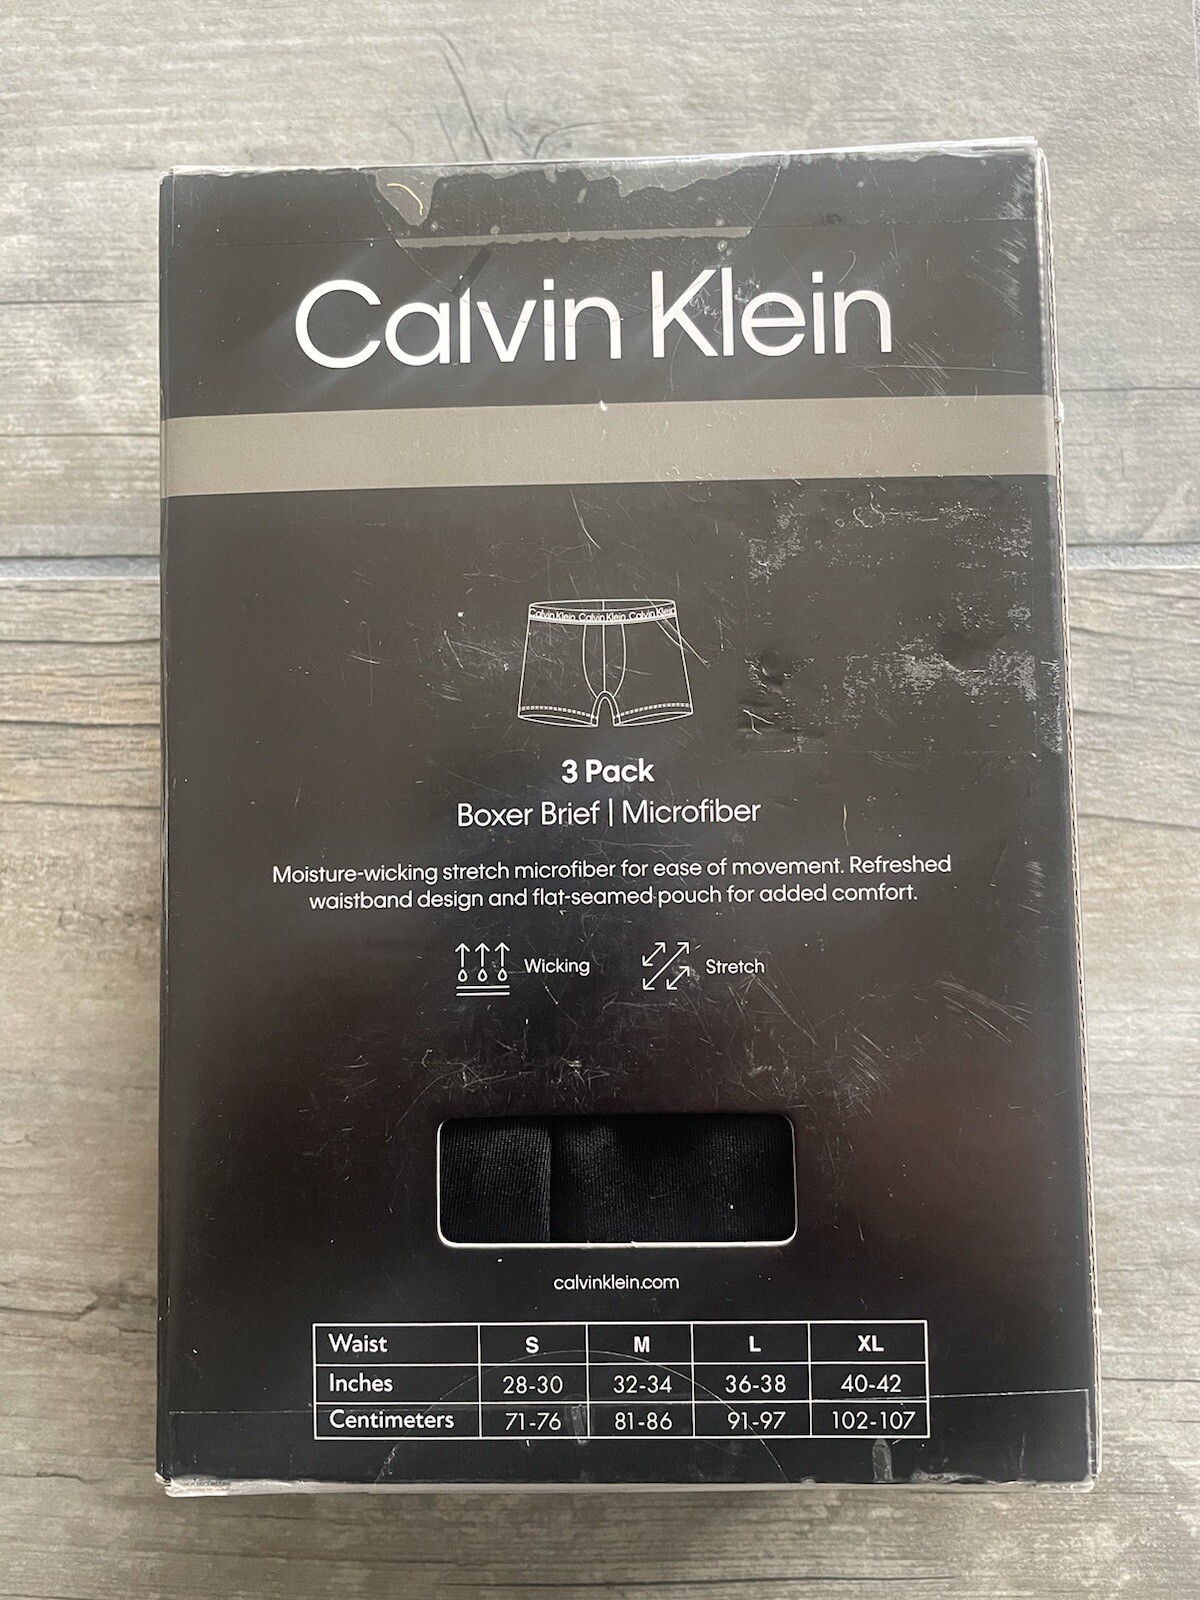 Calvin Klein
Calvin Klein Calvin Klein Calvin Klein
3 Pack
Boxer Brief | Microfiber
Moisture-wicking stretch microfiber for ease of movement. Refreshed
waistband design and flat-seamed pouch for added comfort.
Wicking Stretch
calvinklein.com
Waist S M L XL
Inches 28-30 32-34 36-38 40-42
Centimeters 71-76 81-86 91-97 102-107